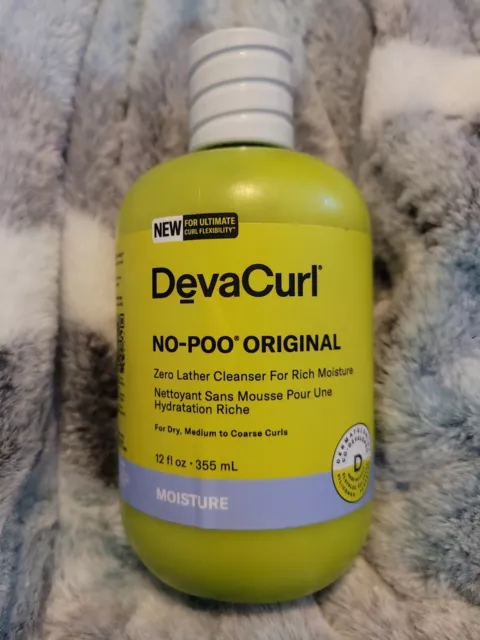 NEW FOR ULTIMATE
CURL FLEXIBILITY™
DevaCurl®
NO-POO® ORIGINAL
Zero Lather Cleanser For Rich Moisture
Nettoyant Sans Mousse Pour Une
Hydratation Riche
For Dry, Medium to Coarse Curls
12 fl oz · 355 mL
D
MOISTURE